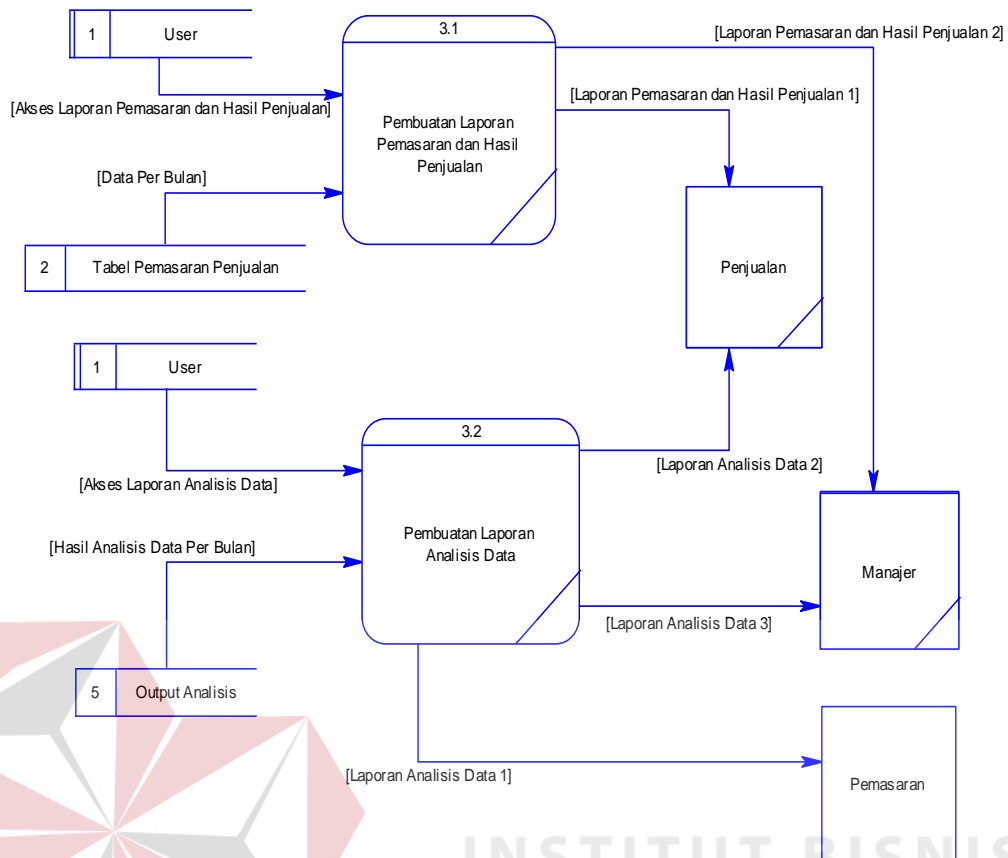 1
User
3.1
[Laporan Pemasaran dan Hasil Penjualan 2]
[Akses Laporan Pemasaran dan Hasil Penjualan]
[Laporan Pemasaran dan Hasil Penjualan 1]
Pembuatan Laporan
Pemasaran dan Hasil
Penjualan
[Data Per Bulan]
2
Tabel Pemasaran Penjualan
Penjualan
1
User
3.2
[Akses Laporan Analisis Data]
[Laporan Analisis Data 2]
[Hasil Analisis Data Per Bulan]
Pembuatan Laporan
Analisis Data
Manajer
[Laporan Analisis Data 3]
5
Output Analisis
[Laporan Analisis Data 1]
Pemasaran
INSTITUT BISNIS